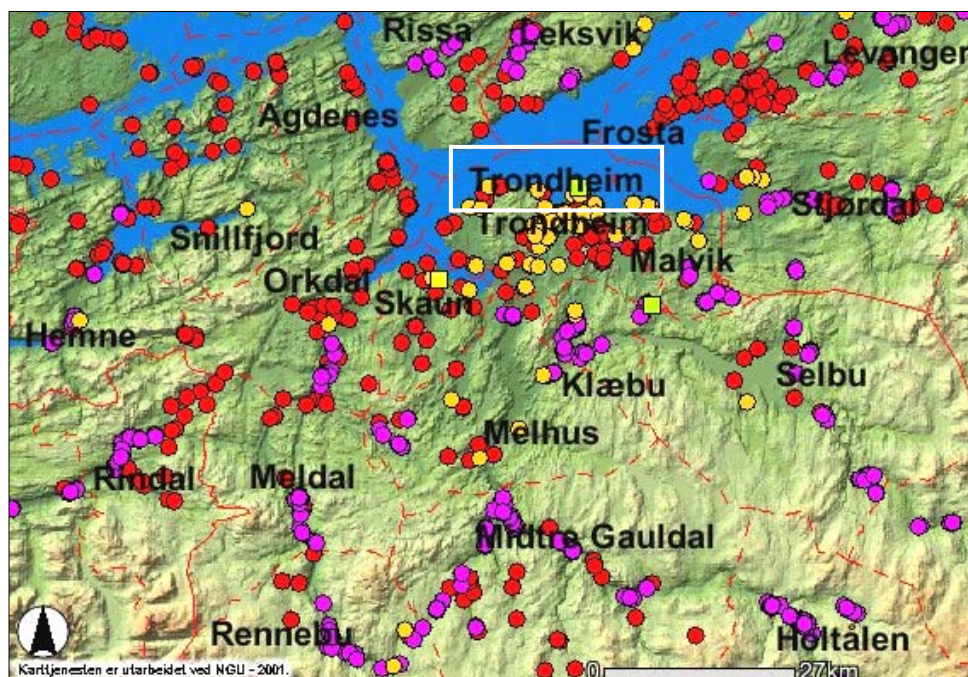 Rissa
Leksvik
Levanger
Agdenes
Frosta
Trondheim
Stjørdal
Trondheim
Snillfjord
Malvik
Orkdal
Skaun
Hemne
Klæbu
Selbu
Melhus
Rindal
Meldal
Midtre Gauldal
Rennebu
Holtålen
Karttjenesten er utarbeidet ved NGU - 2001.
0
27km